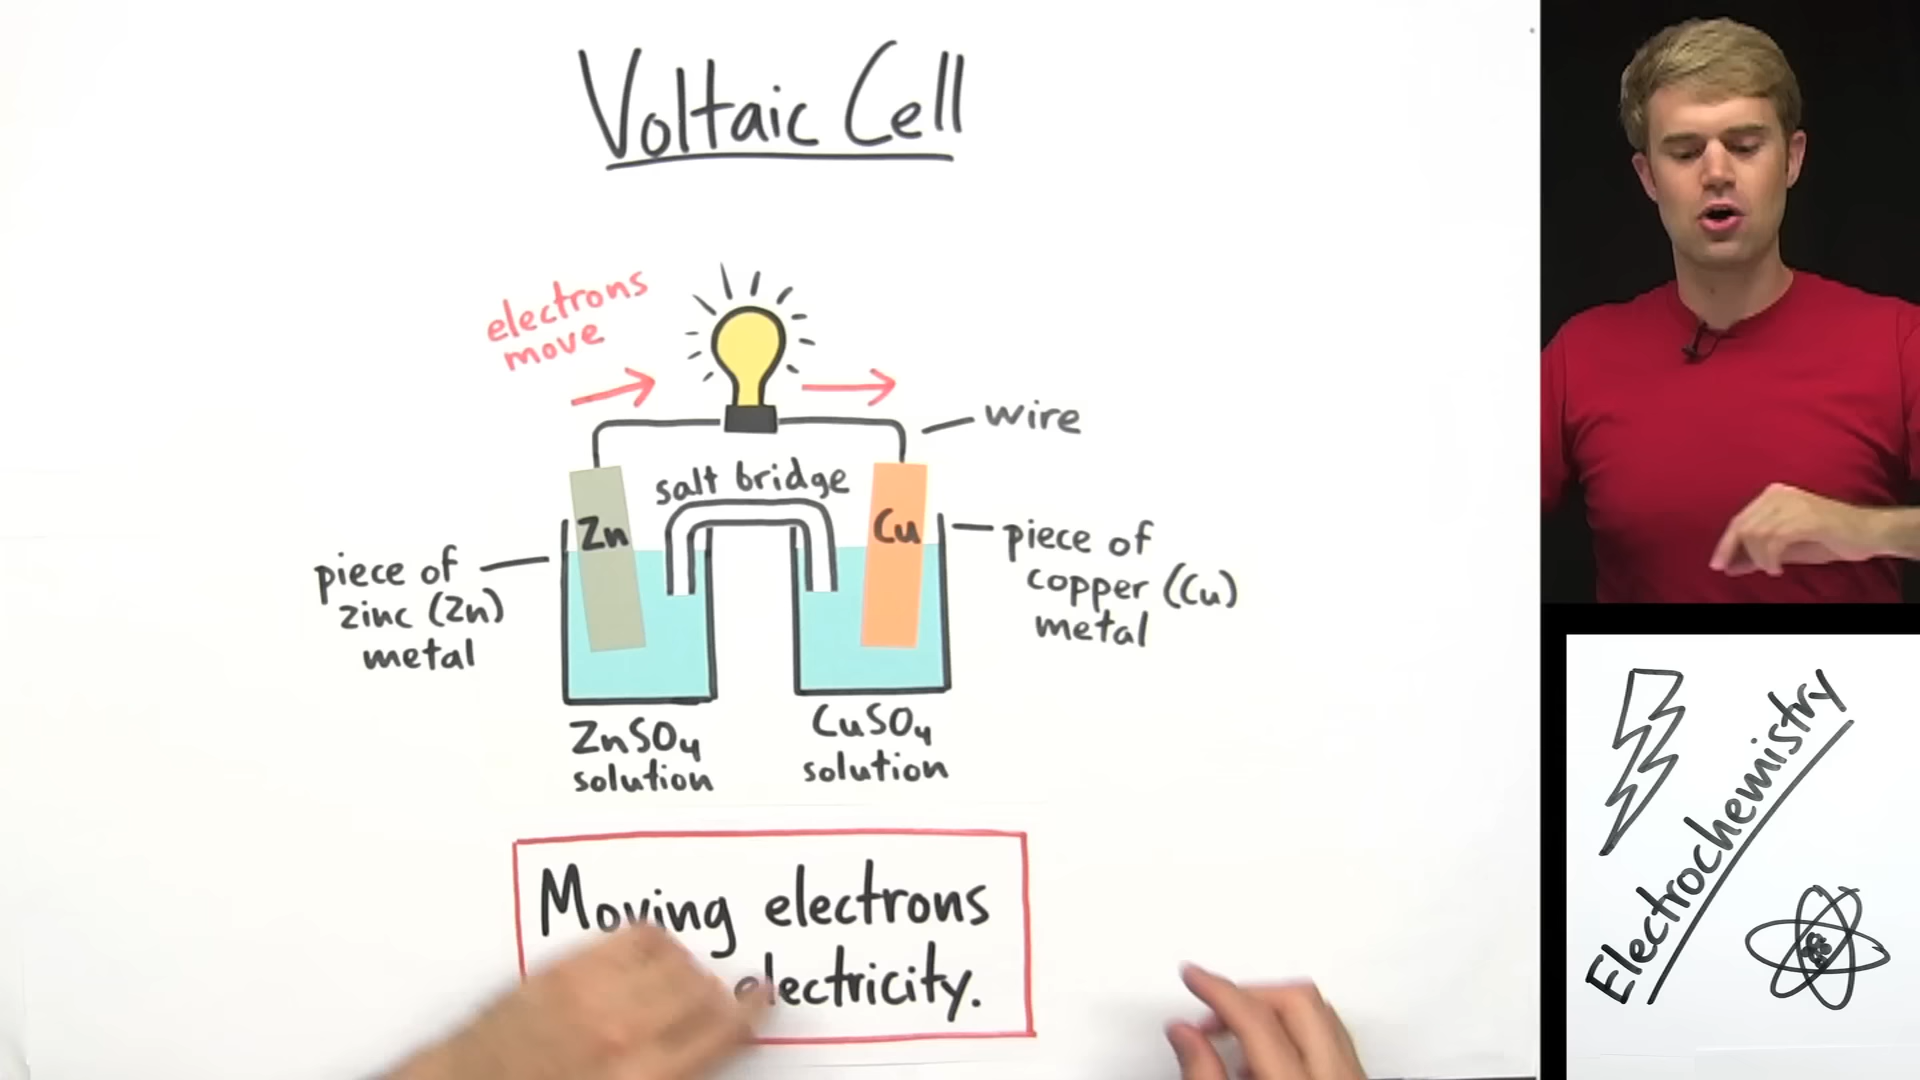 Voltaic Cell
electrons
move
wire
salt bridge
Zn
Cu
piece of
zinc (Zn)
metal
piece of
copper (Cu)
metal
ZnSO4
solution
CuSO4
solution
Moving electrons
electricity.
Electrochemistry